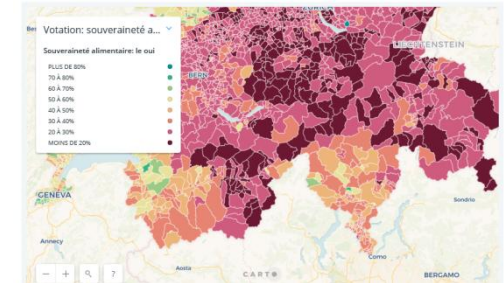 Votation: souveraineté a...
Souveraineté alimentaire: le oui
PLUS DE 80%
70 À 80%
60 À 70%
50 À 60%
40 À 50%
30 À 40%
20 À 30%
MOINS DE 20%
ZÜRICH
LIECHTENSTEIN
BERN
GENEVA
Sondrio
Annecy
Aosta
Como
BERGAMO
CARTO
− + ?